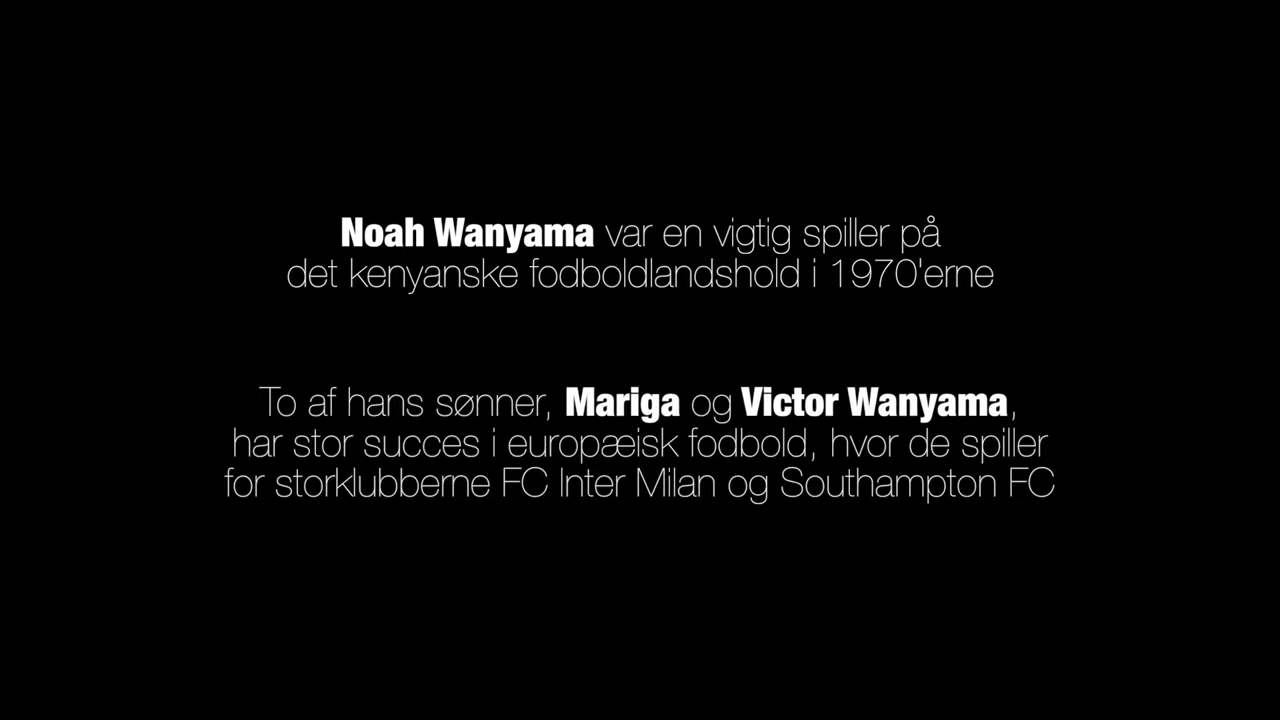 Noah Wanyama var en vigtig spiller på
det kenyanske fodboldlandshold i 1970'erne
To af hans sønner, Mariga og Victor Wanyama,
har stor succes i europæisk fodbold, hvor de spiller
for storklubberne FC Inter Milan og Southampton FC